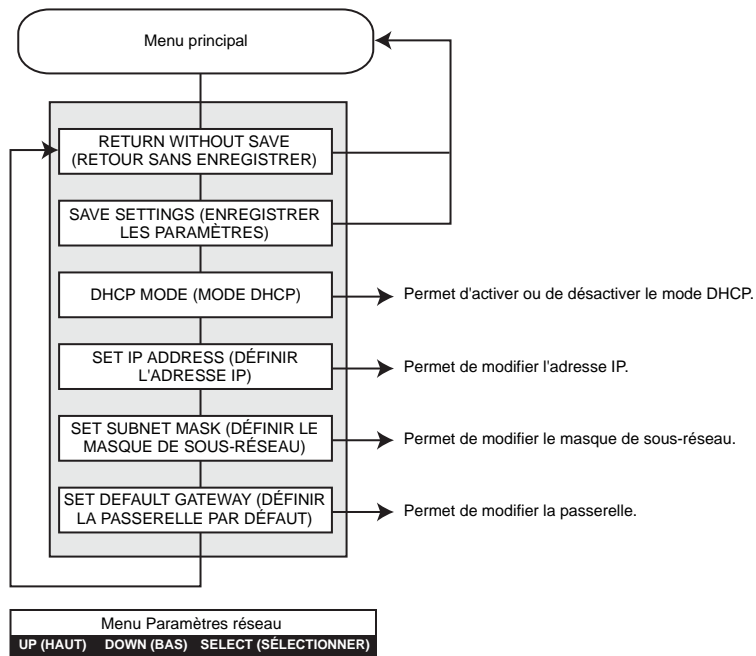 Menu principal
RETURN WITHOUT SAVE
(RETOUR SANS ENREGISTRER)
SAVE SETTINGS (ENREGISTRER
LES PARAMÈTRES)
DHCP MODE (MODE DHCP)
Permet d'activer ou de désactiver le mode DHCP.
SET IP ADDRESS (DÉFINIR
L'ADRESSE IP)
Permet de modifier l'adresse IP.
SET SUBNET MASK (DÉFINIR LE
MASQUE DE SOUS-RÉSEAU)
Permet de modifier le masque de sous-réseau.
SET DEFAULT GATEWAY (DÉFINIR
LA PASSERELLE PAR DÉFAUT)
Permet de modifier la passerelle.
Menu Paramètres réseau
UP (HAUT) DOWN (BAS) SELECT (SÉLECTIONNER)